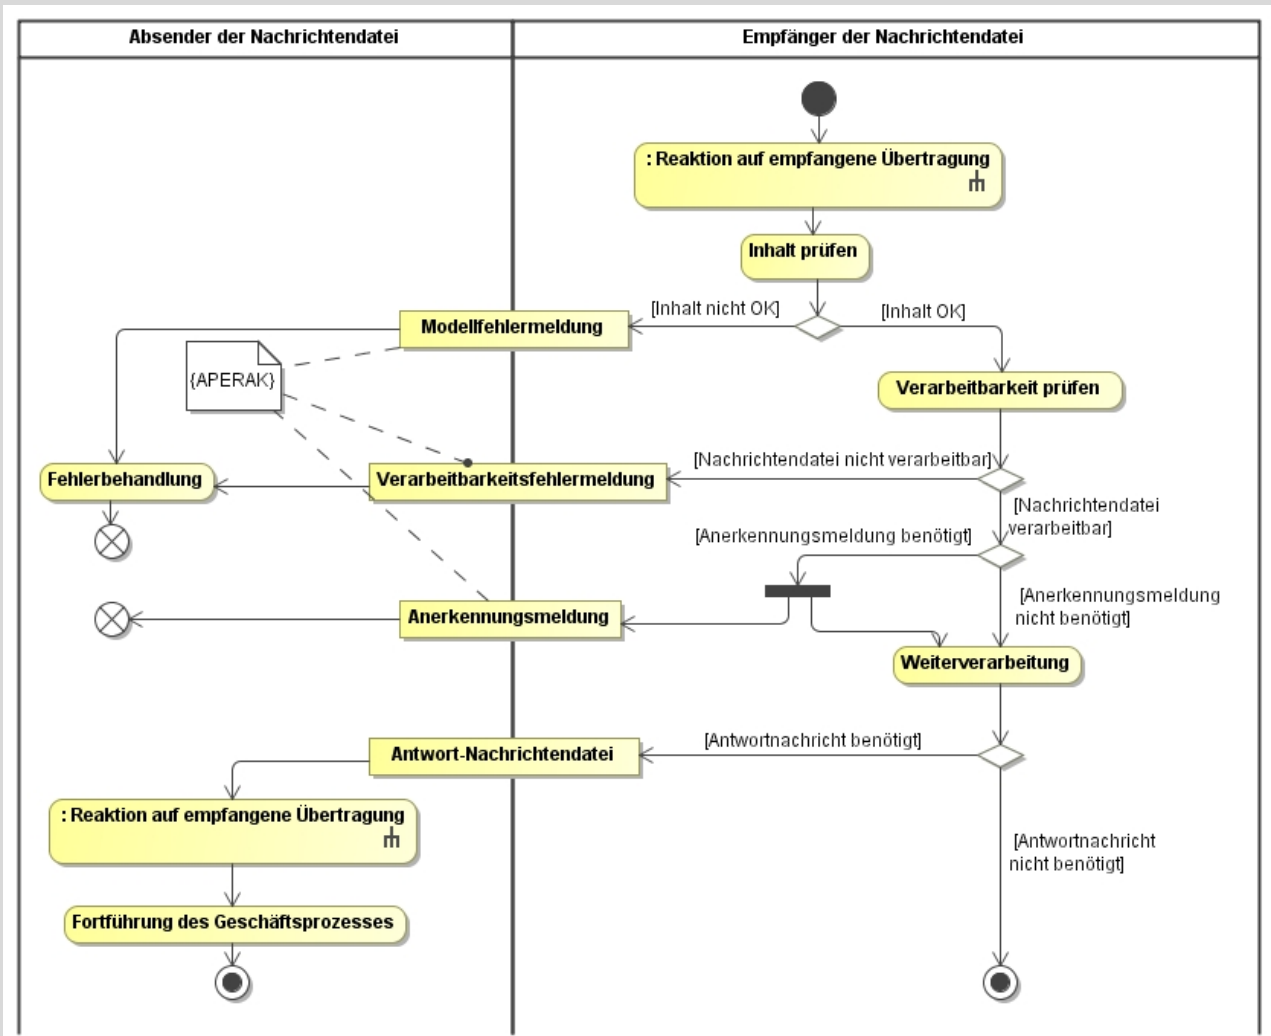 Absender der Nachrichtendatei
Empfänger der Nachrichtendatei
: Reaktion auf empfangene Übertragung
Inhalt prüfen
[Inhalt nicht OK]
[Inhalt OK]
Modellfehlermeldung
{APERAK}
Verarbeitbarkeit prüfen
[Nachrichtendatei nicht verarbeitbar]
Fehlerbehandlung
Verarbeitbarkeitsfehlermeldung
[Nachrichtendatei
verarbeitbar]
[Anerkennungsmeldung benötigt]
[Anerkennungsmeldung
nicht benötigt]
Anerkennungsmeldung
Weiterverarbeitung
[Antwortnachricht benötigt]
Antwort-Nachrichtendatei
: Reaktion auf empfangene Übertragung
[Antwortnachricht
nicht benötigt]
Fortführung des Geschäftsprozesses